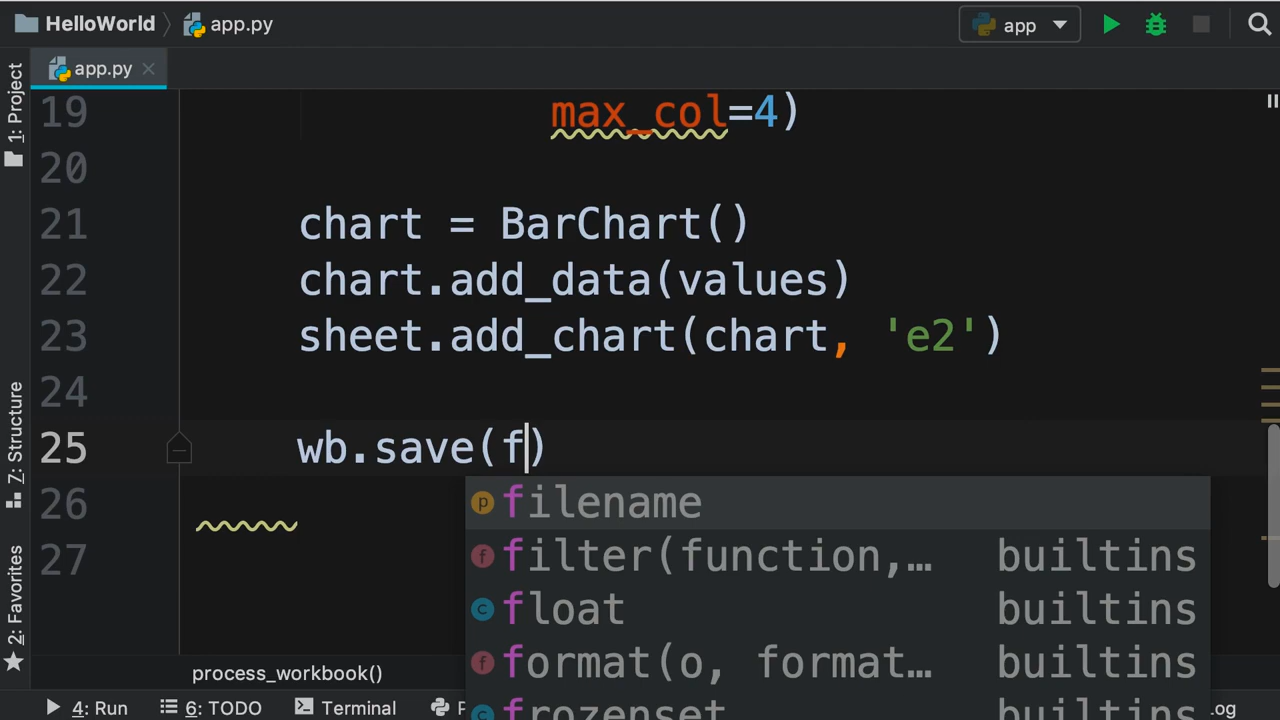 HelloWorld app.py app
app.py
1: Project
7: Structure
2: Favorites
19 max_col=4)
20
21 chart = BarChart()
22 chart.add_data(values)
23 sheet.add_chart(chart, 'e2')
24
25 wb.save(f)
26
27
p filename
f filter(function,… builtins
c float builtins
f format(o, format… builtins
c frozenset builtins
process_workbook()
4: Run 6: TODO Terminal